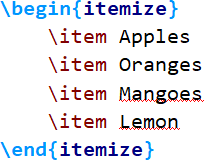 \begin{itemize}
    \item Apples
    \item Oranges
    \item Mangoes
    \item Lemon
\end{itemize}